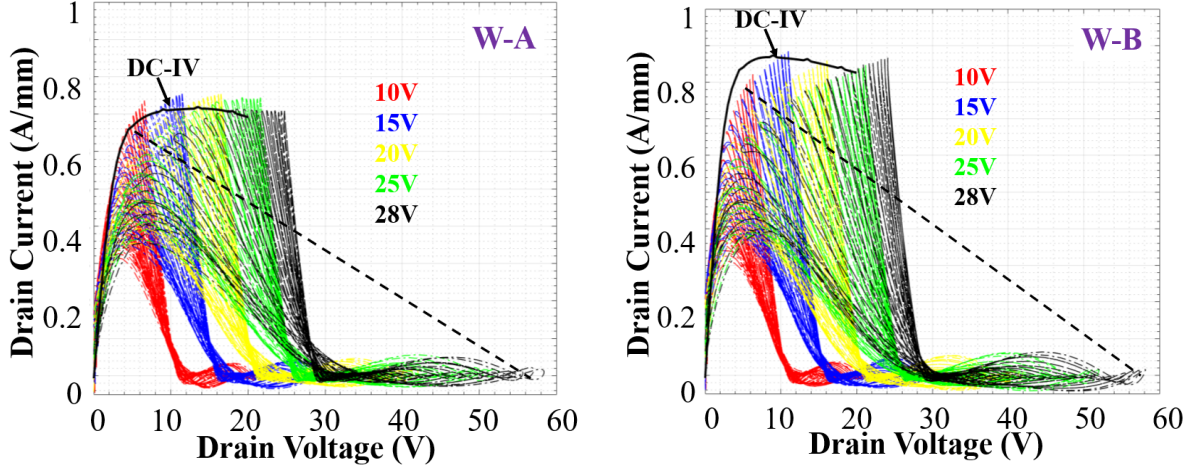 1
0.8
0.6
0.4
0.2
0
Drain Current (A/mm)
W-A
DC-IV
10V
15V
20V
25V
28V
0 10 20 30 40 50 60
Drain Voltage (V)
1
0.8
0.6
0.4
0.2
0
Drain Current (A/mm)
W-B
DC-IV
10V
15V
20V
25V
28V
0 10 20 30 40 50 60
Drain Voltage (V)